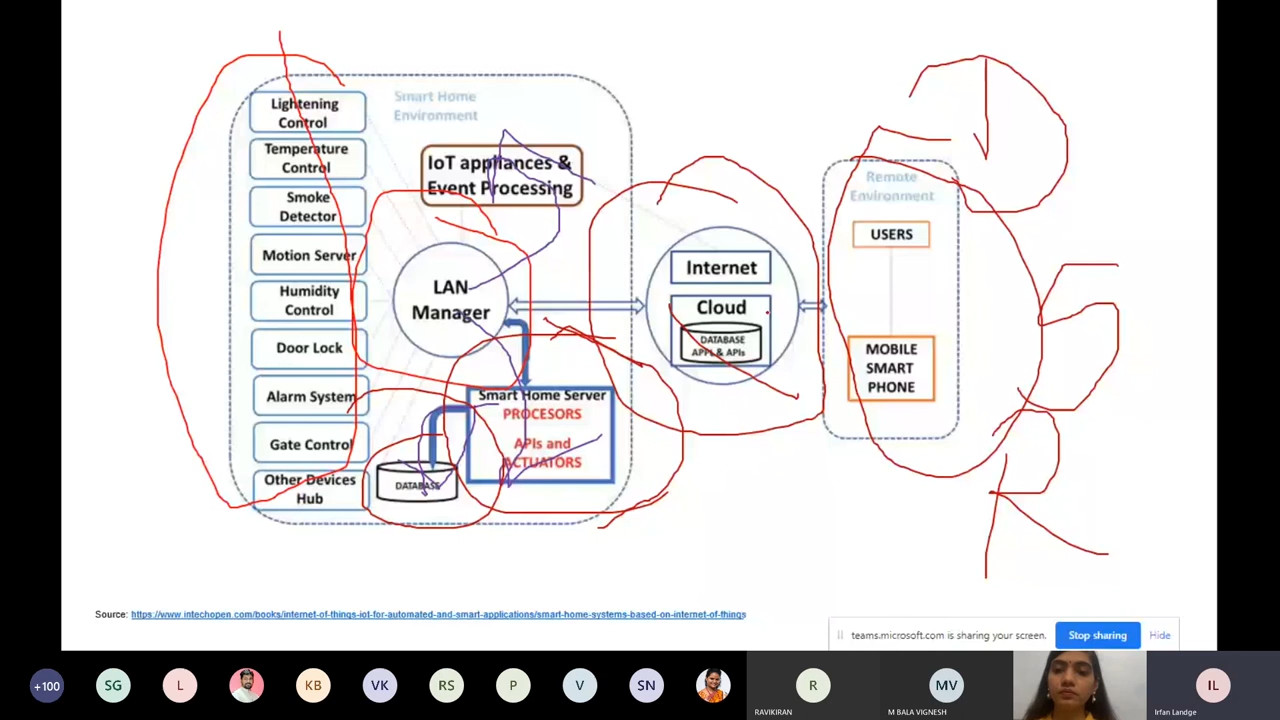 Smart Home
Environment
Lightening
Control
Temperature
Control
Smoke
Detector
Motion Server
Humidity
Control
Door Lock
Alarm System
Gate Control
Other Devices
Hub
IoT appliances &
Event Processing
LAN
Manager
Smart Home Server
PROCESORS
APIs and
ACTUATORS
DATABASE
Internet
Cloud
DATABASE
APPL & APIs
Remote
Environment
USERS
MOBILE
SMART
PHONE
Source: https://www.intechopen.com/books/internet-of-things-iot-for-automated-and-smart-applications/smart-home-systems-based-on-internet-of-things
teams.microsoft.com is sharing your screen.
Stop sharing
Hide
+100
SG
L
KB
VK
RS
P
V
SN
R
RAVIKIRAN
MV
M BALA VIGNESH
IL
Irfan Landge